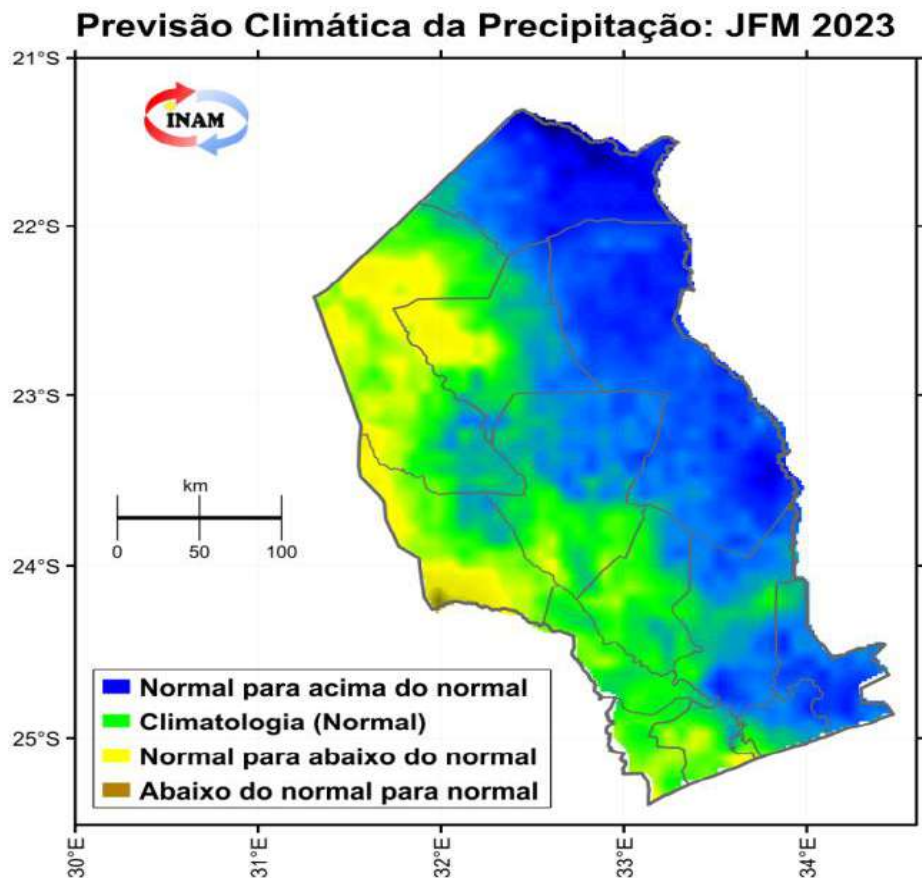 Previsão Climática da Precipitação: JFM 2023
21°S
INAM
22°S
23°S
km
0 50 100
24°S
Normal para acima do normal
Climatologia (Normal)
Normal para abaixo do normal
Abaixo do normal para normal
25°S
30°E 31°E 32°E 33°E 34°E